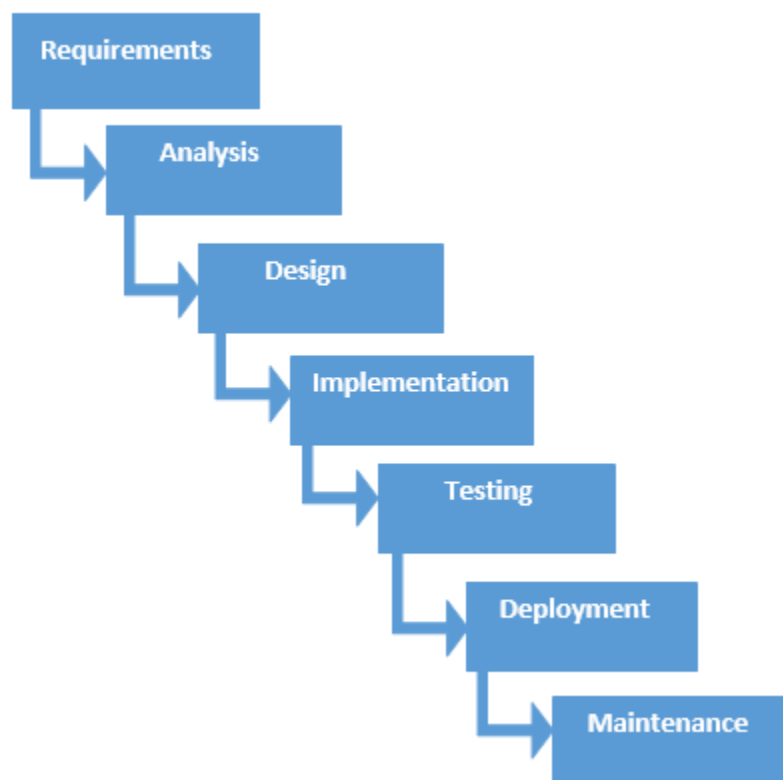 Requirements
Analysis
Design
Implementation
Testing
Deployment
Maintenance